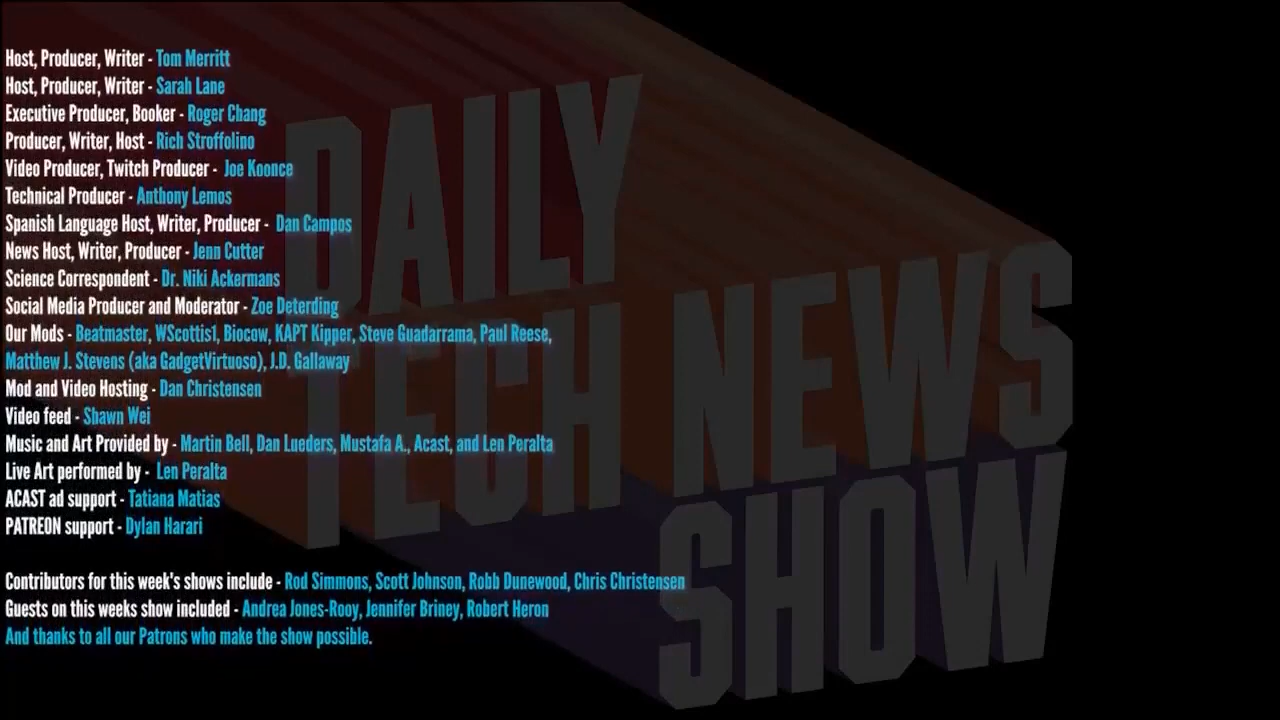 Host, Producer, Writer - Tom Merritt
Host, Producer, Writer - Sarah Lane
Executive Producer, Booker - Roger Chang
Producer, Writer, Host - Rich Stroffolino
Video Producer, Twitch Producer - Joe Koonce
Technical Producer - Anthony Lemos
Spanish Language Host, Writer, Producer - Dan Campos
News Host, Writer, Producer - Jenn Cutter
Science Correspondent - Dr. Niki Ackermans
Social Media Producer and Moderator - Zoe Deterding
Our Mods - Beatmaster, WScottis1, Biocow, KAPT Kipper, Steve Guadarrama, Paul Reese,
Matthew J. Stevens (aka GadgetVirtuoso), J.D. Gallaway
Mod and Video Hosting - Dan Christensen
Video feed - Shawn Wei
Music and Art Provided by - Martin Bell, Dan Lueders, Mustafa A., Acast, and Len Peralta
Live Art performed by - Len Peralta
ACAST ad support - Tatiana Matias
PATREON support - Dylan Harari
Contributors for this week's shows include - Rod Simmons, Scott Johnson, Robb Dunewood, Chris Christensen
Guests on this weeks show included - Andrea Jones-Rooy, Jennifer Briney, Robert Heron
And thanks to all our Patrons who make the show possible.
DAILY
TECH NEWS
SHOW